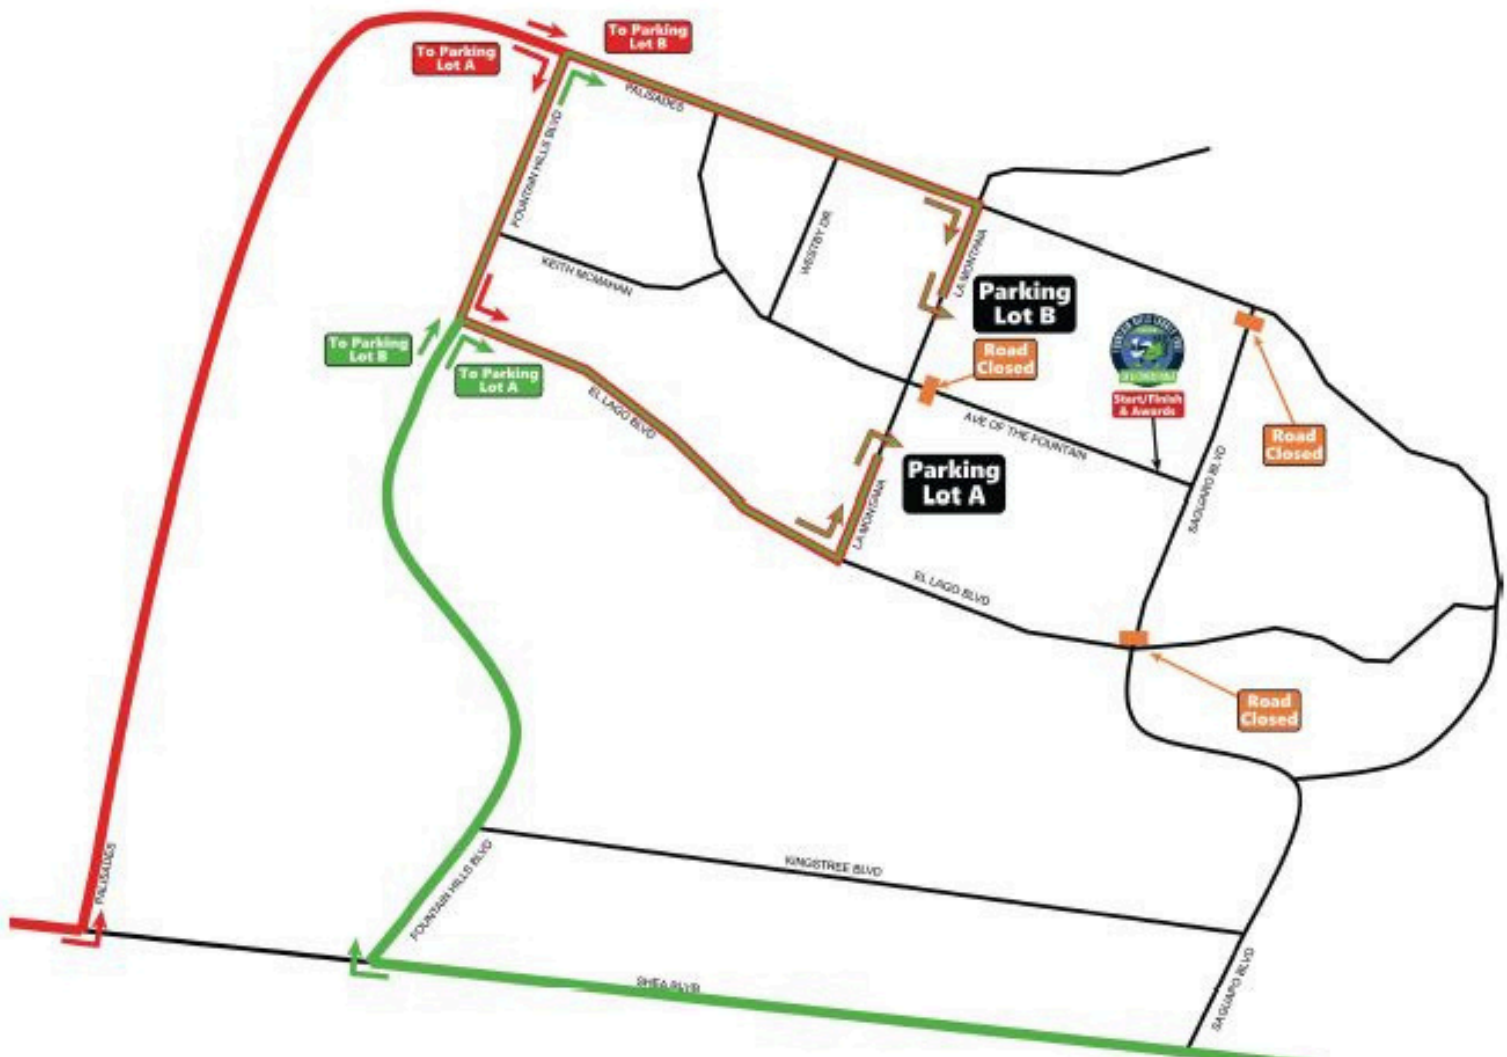 To Parking
Lot B
To Parking
Lot A
PALISADES
FOUNTAIN HILLS BLVD
WESTBY DR
KEITH MCMAHAN
LA MONTANA
Parking
Lot B
To Parking
Lot B
To Parking
Lot A
Road
Closed
Start/Finish
& Awards
EL LAGO BLVD
AVE OF THE FOUNTAIN
Road
Closed
SAGUARO BLVD
Parking
Lot A
LA MONTANA
EL LAGO BLVD
Road
Closed
PALISADES
FOUNTAIN HILLS BLVD
KINGSTREE BLVD
SHEA BLVD
SAGUARO BLVD